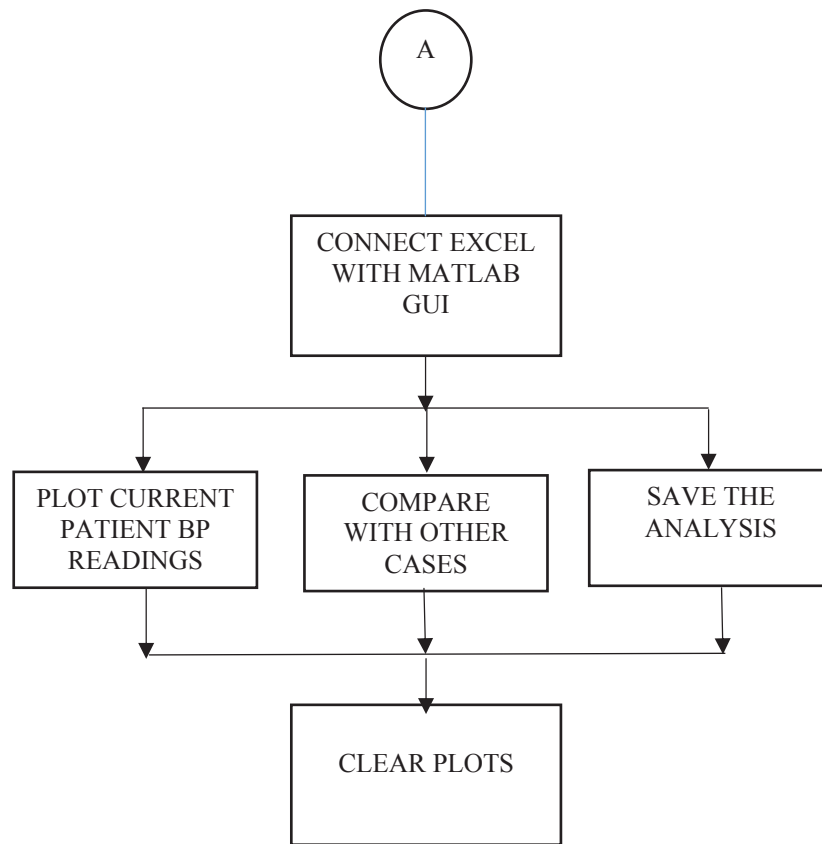 A
CONNECT EXCEL
WITH MATLAB
GUI
PLOT CURRENT
PATIENT BP
READINGS
COMPARE
WITH OTHER
CASES
SAVE THE
ANALYSIS
CLEAR PLOTS